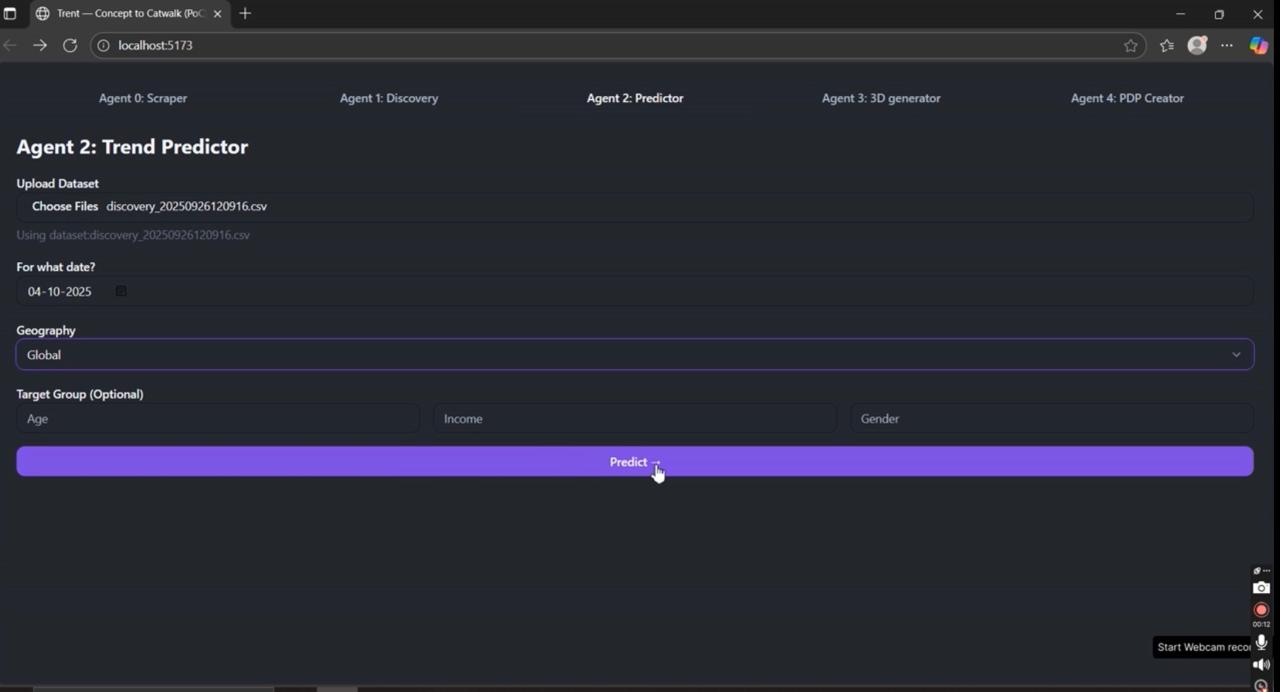 Trent — Concept to Catwalk (PoC
localhost:5173
Agent 0: Scraper
Agent 1: Discovery
Agent 2: Predictor
Agent 3: 3D generator
Agent 4: PDP Creator
Agent 2: Trend Predictor
Upload Dataset
Choose Files discovery_20250926120916.csv
Using dataset:discovery_20250926120916.csv
For what date?
04-10-2025
Geography
Global
Target Group (Optional)
Age
Income
Gender
Predict →
00:12
Start Webcam recor